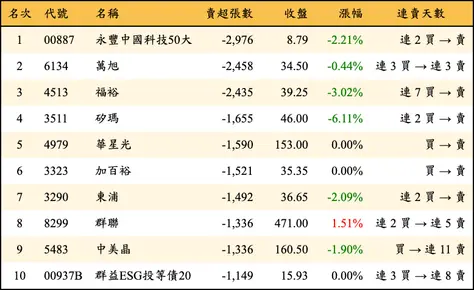 名次 代號 名稱 賣超張數 收盤 漲幅 連賣天數
1 00887 永豐中國科技50大 -2,976 8.79 -2.21% 連 2 買 → 賣
2 6134 萬旭 -2,458 34.50 -0.44% 連 3 買 → 連 3 賣
3 4513 福裕 -2,435 39.25 -3.02% 連 7 買 → 賣
4 3511 矽瑪 -1,655 46.00 -6.11% 連 2 買 → 賣
5 4979 華星光 -1,590 153.00 0.00% 買 → 賣
6 3323 加百裕 -1,521 35.35 0.00% 買 → 賣
7 3290 東浦 -1,492 36.65 -2.09% 連 2 買 → 賣
8 8299 群聯 -1,336 471.00 1.51% 連 2 買 → 連 5 賣
9 5483 中美晶 -1,336 160.50 -1.90% 買 → 連 11 賣
10 00937B 群益ESG投等債20 -1,149 15.93 0.00% 連 3 買 → 連 8 賣